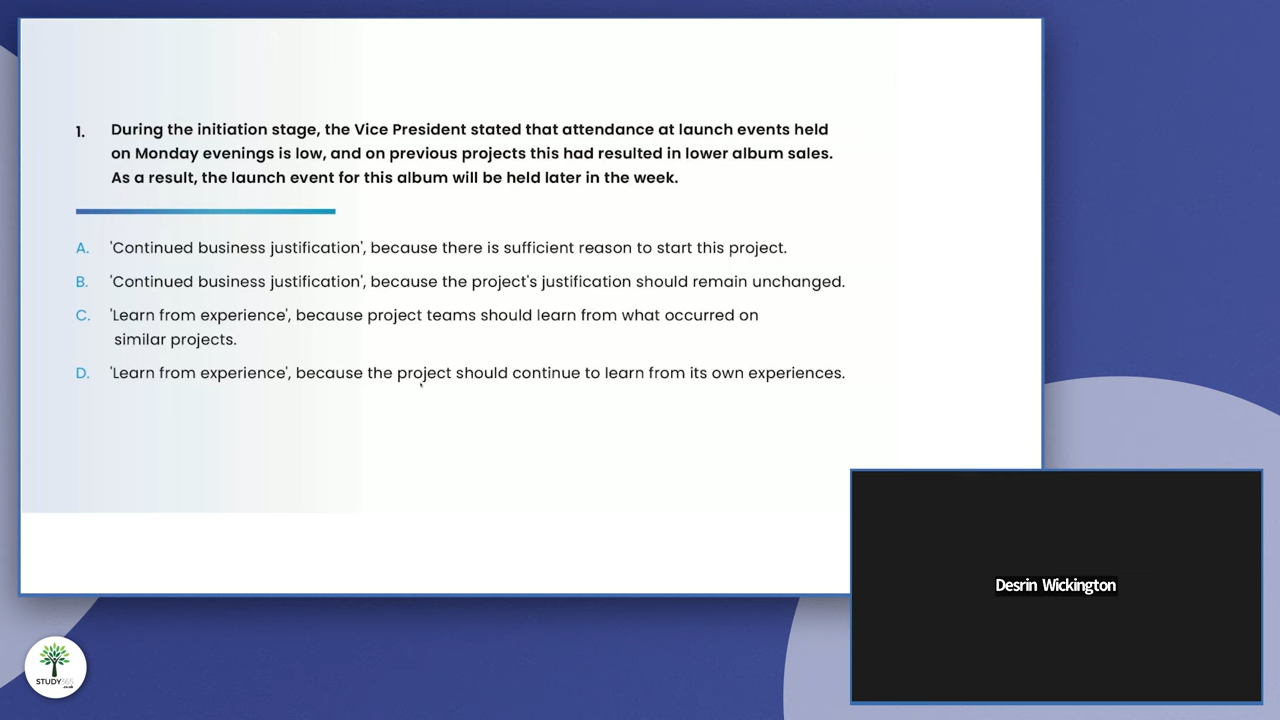 1. During the initiation stage, the Vice President stated that attendance at launch events held
on Monday evenings is low, and on previous projects this had resulted in lower album sales.
As a result, the launch event for this album will be held later in the week.
A. 'Continued business justification', because there is sufficient reason to start this project.
B. 'Continued business justification', because the project's justification should remain unchanged.
C. 'Learn from experience', because project teams should learn from what occurred on
similar projects.
D. 'Learn from experience', because the project should continue to learn from its own experiences.
Desrin Wickington
STUDY365
.co.uk